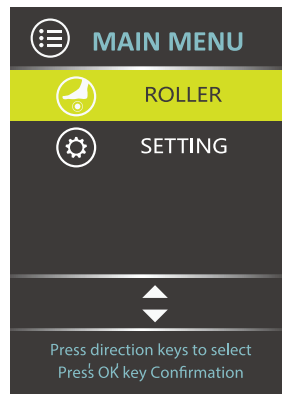 MAIN MENU
ROLLER
SETTING
Press direction keys to select
Press 'OK' key Confirmation